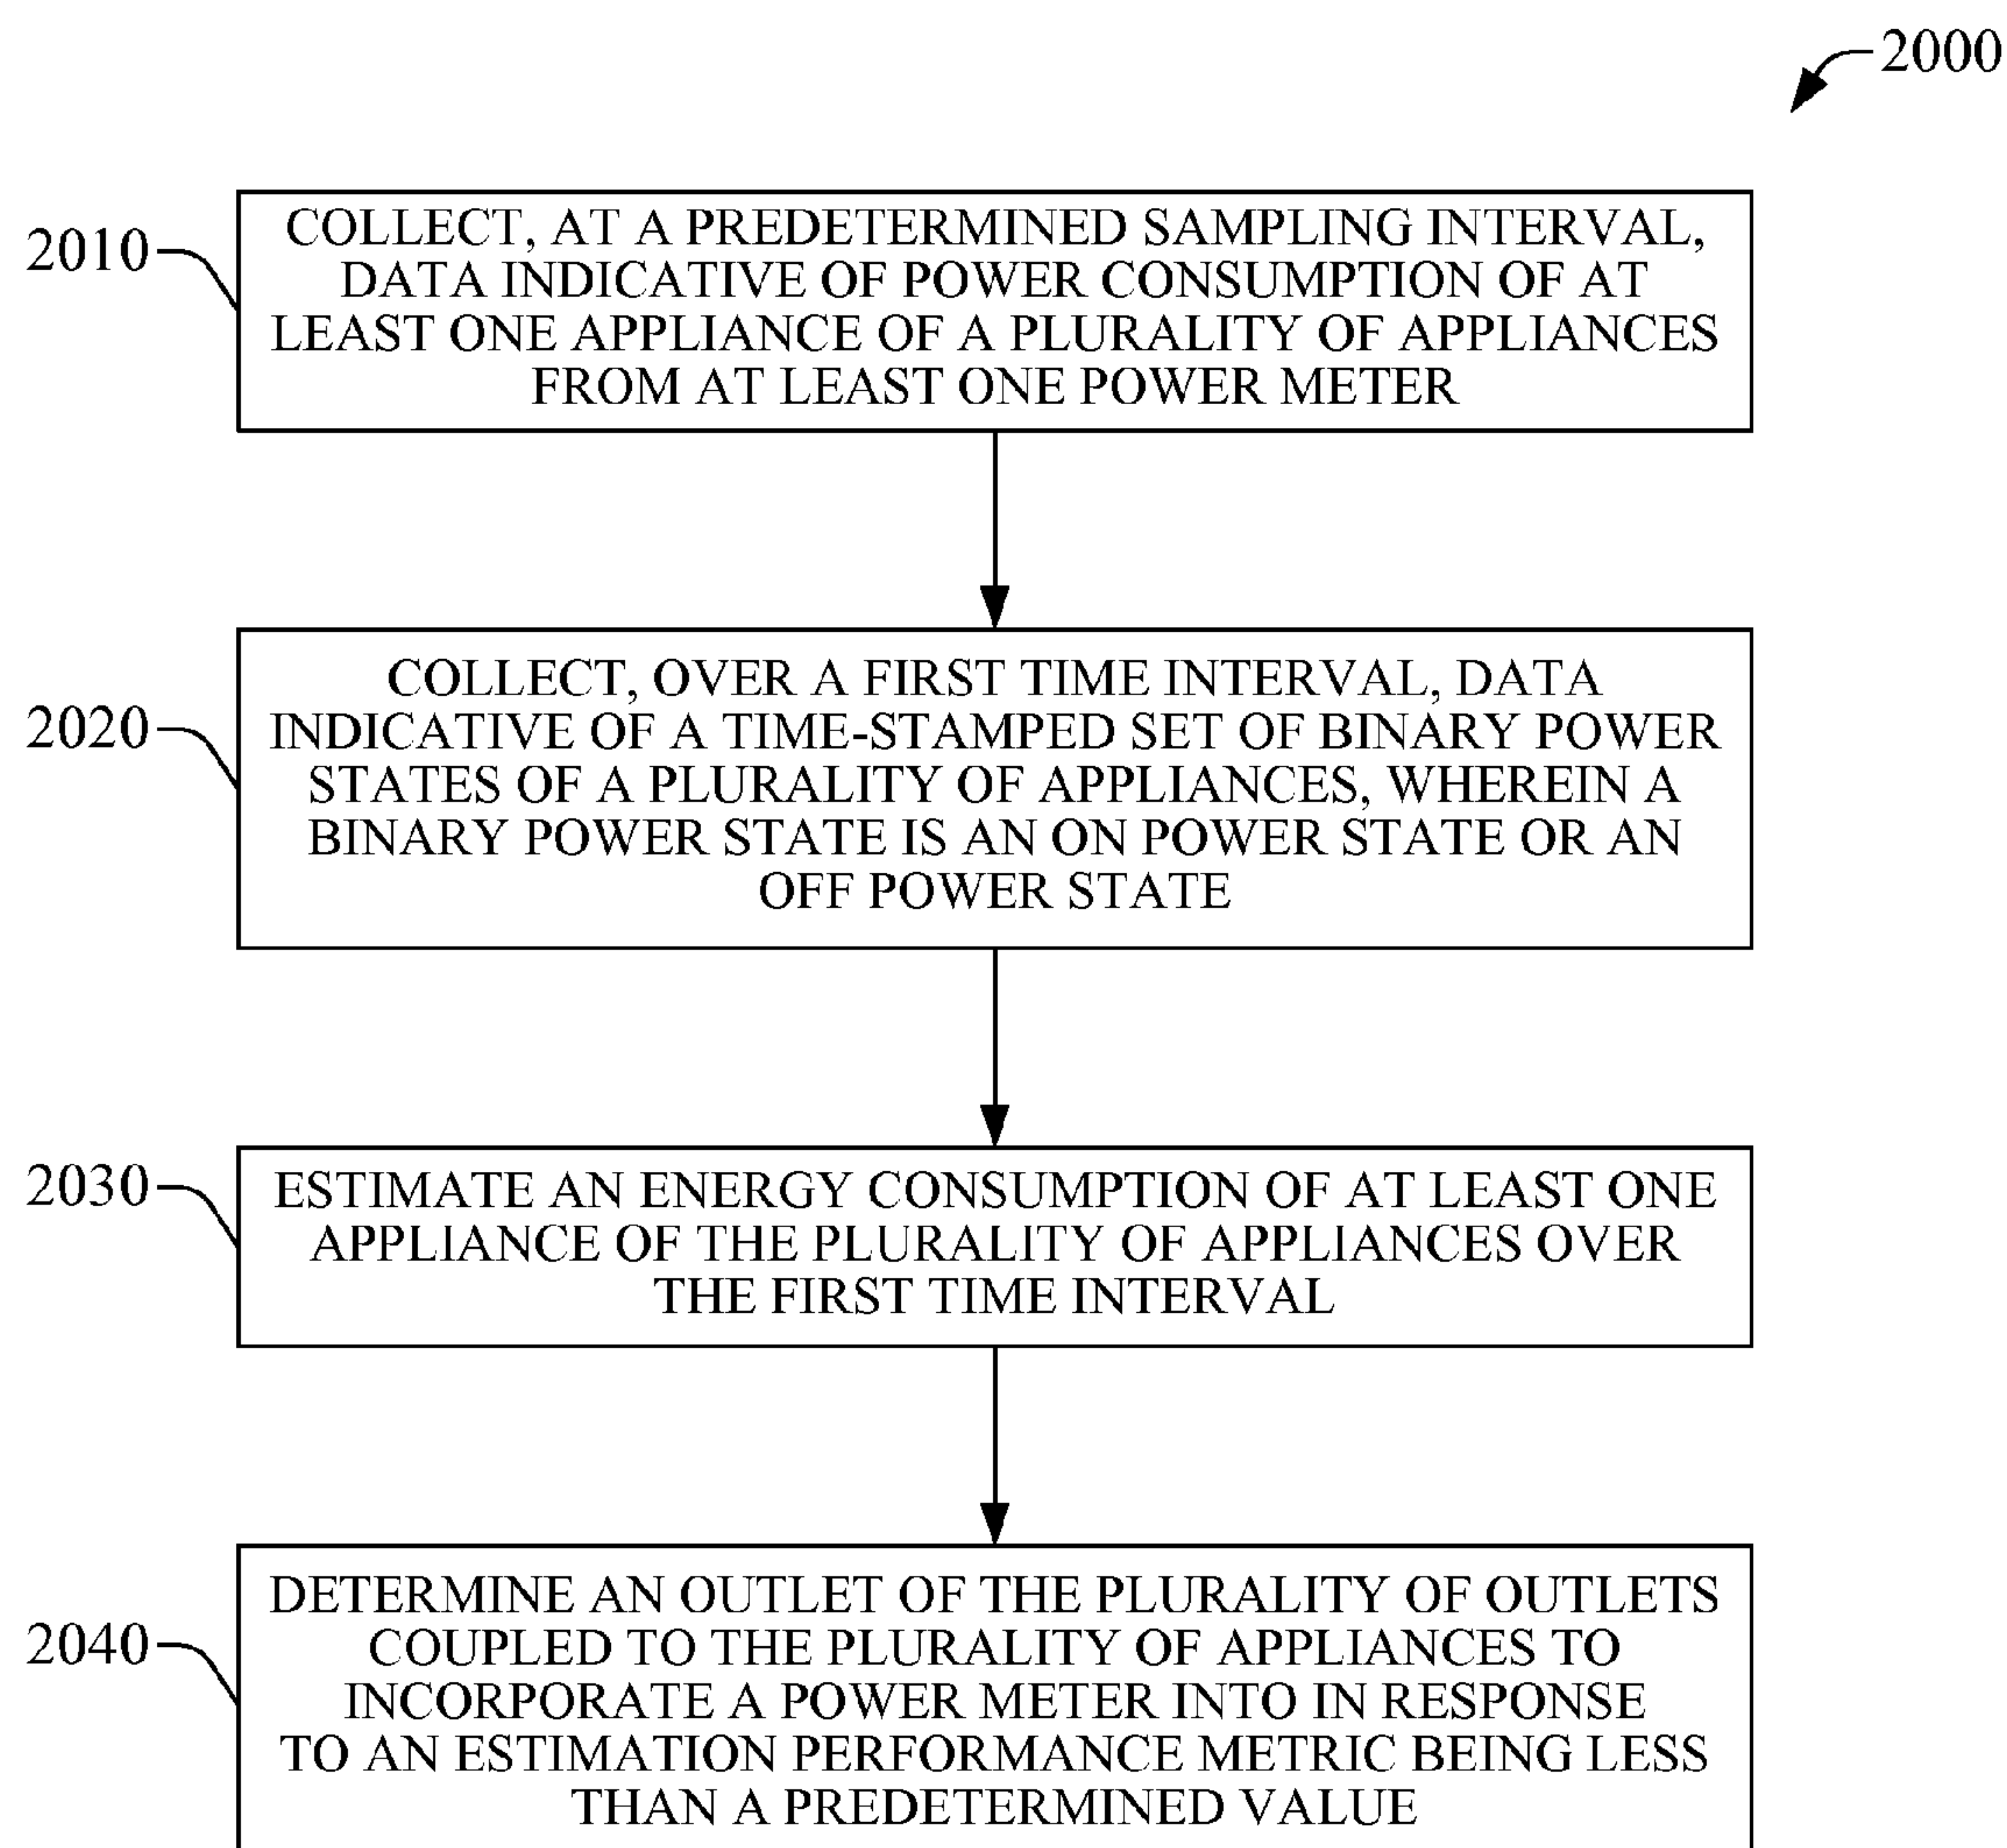 2000
2010
COLLECT, AT A PREDETERMINED SAMPLING INTERVAL,
DATA INDICATIVE OF POWER CONSUMPTION OF AT
LEAST ONE APPLIANCE OF A PLURALITY OF APPLIANCES
FROM AT LEAST ONE POWER METER
2020
COLLECT, OVER A FIRST TIME INTERVAL, DATA
INDICATIVE OF A TIME-STAMPED SET OF BINARY POWER
STATES OF A PLURALITY OF APPLIANCES, WHEREIN A
BINARY POWER STATE IS AN ON POWER STATE OR AN
OFF POWER STATE
2030
ESTIMATE AN ENERGY CONSUMPTION OF AT LEAST ONE
APPLIANCE OF THE PLURALITY OF APPLIANCES OVER
THE FIRST TIME INTERVAL
2040
DETERMINE AN OUTLET OF THE PLURALITY OF OUTLETS
COUPLED TO THE PLURALITY OF APPLIANCES TO
INCORPORATE A POWER METER INTO IN RESPONSE
TO AN ESTIMATION PERFORMANCE METRIC BEING LESS
THAN A PREDETERMINED VALUE